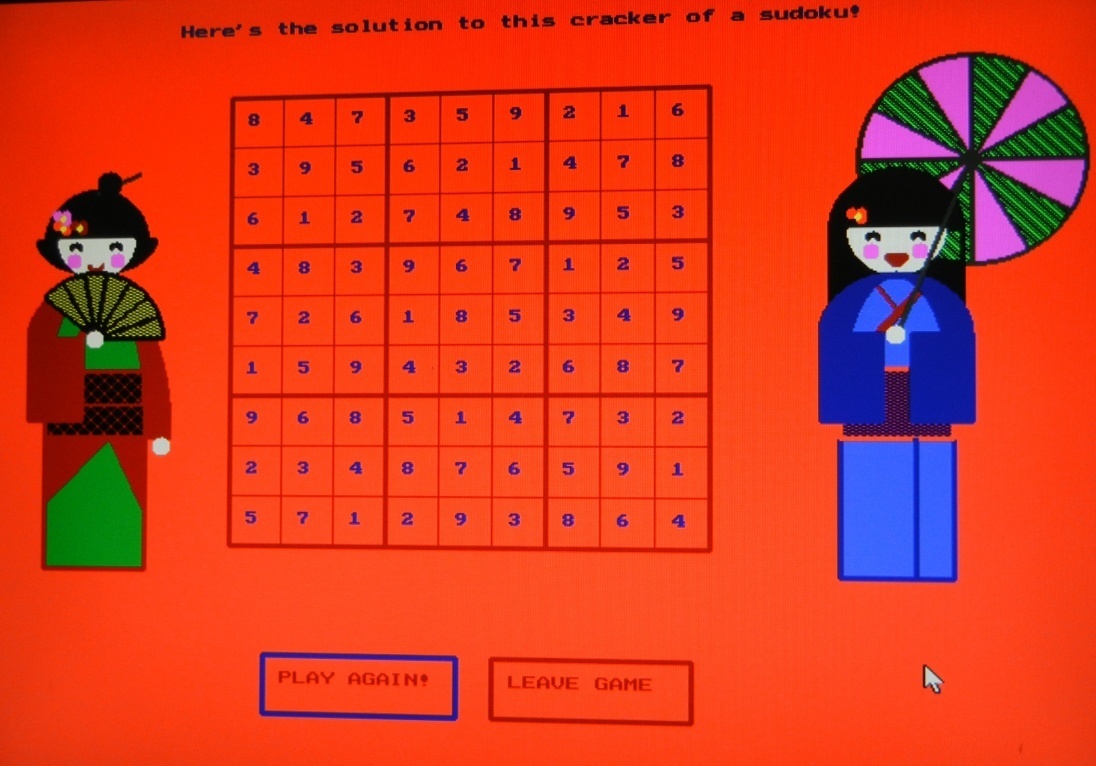 Here's the solution to this cracker of a sudoku!
8 4 7 3 5 9 2 1 6
3 9 5 6 2 1 4 7 8
6 1 2 7 4 8 9 5 3
4 8 3 9 6 7 1 2 5
7 2 6 1 8 5 3 4 9
1 5 9 4 3 2 6 8 7
9 6 8 5 1 4 7 3 2
2 3 4 8 7 6 5 9 1
5 7 1 2 9 3 8 6 4
PLAY AGAIN! LEAVE GAME